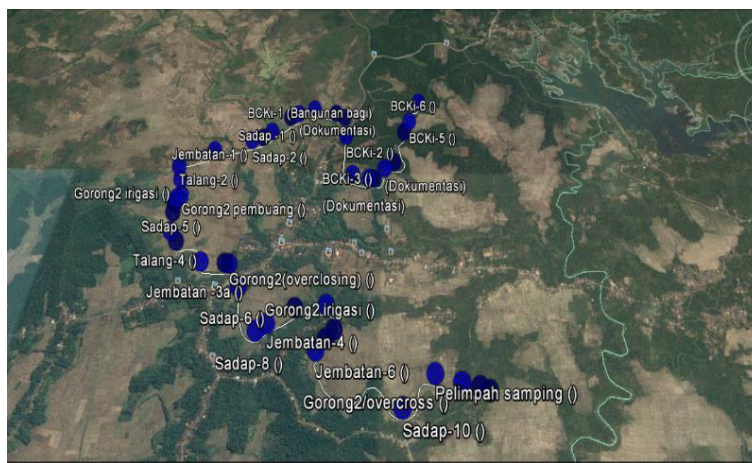 BCKi-6 ()
BCKi-1 (Bangunan bagi)
(Dokumentasi)
Sadap -1 ()
BCKi-5 ()
Jembatan-1 ()
Sadap-2 ()
BCKi-2 ()
Talang-2 ()
BCKi-3 ()
(Dokumentasi)
Gorong2 irigasi ()
(Dokumentasi)
Gorong2 pembuang ()
Sadap-5 ()
Talang-4 ()
Gorong2(overclosing) ()
Jembatan -3a ()
Gorong2.irigasi ()
Sadap-6 ()
Jembatan-4 ()
Sadap-8 ()
Jembatan-6 ()
Pelimpah samping ()
Gorong2/overcross ()
Sadap-10 ()